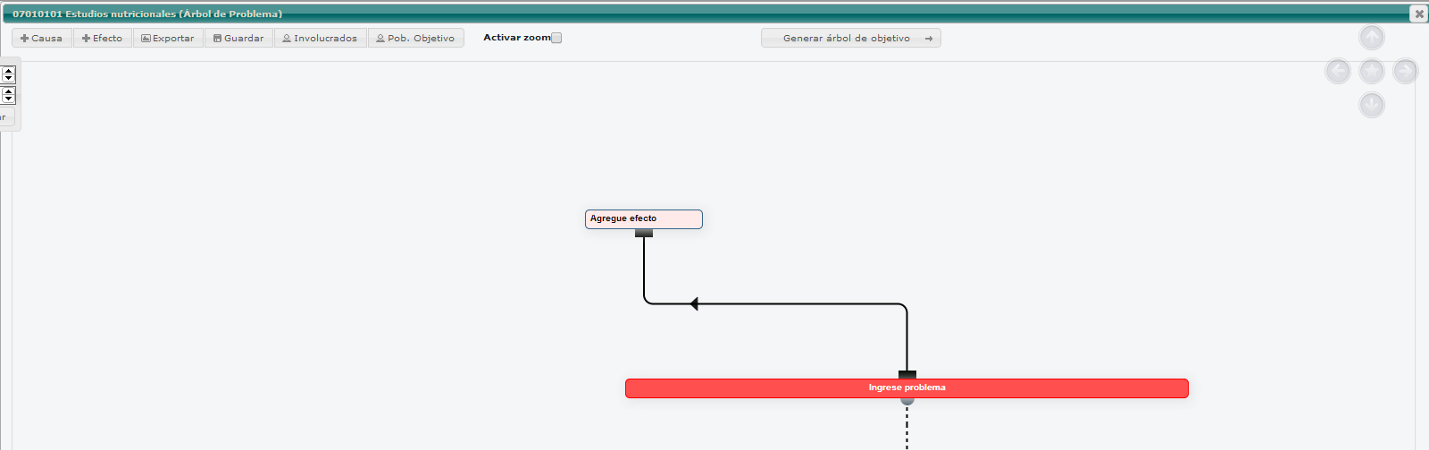 07010101 Estudios nutricionales (Árbol de Problema)
Causa Efecto Exportar Guardar Involucrados Pob. Objetivo Activar zoom Generar árbol de objetivo
ar
Agregue efecto
Ingrese problema